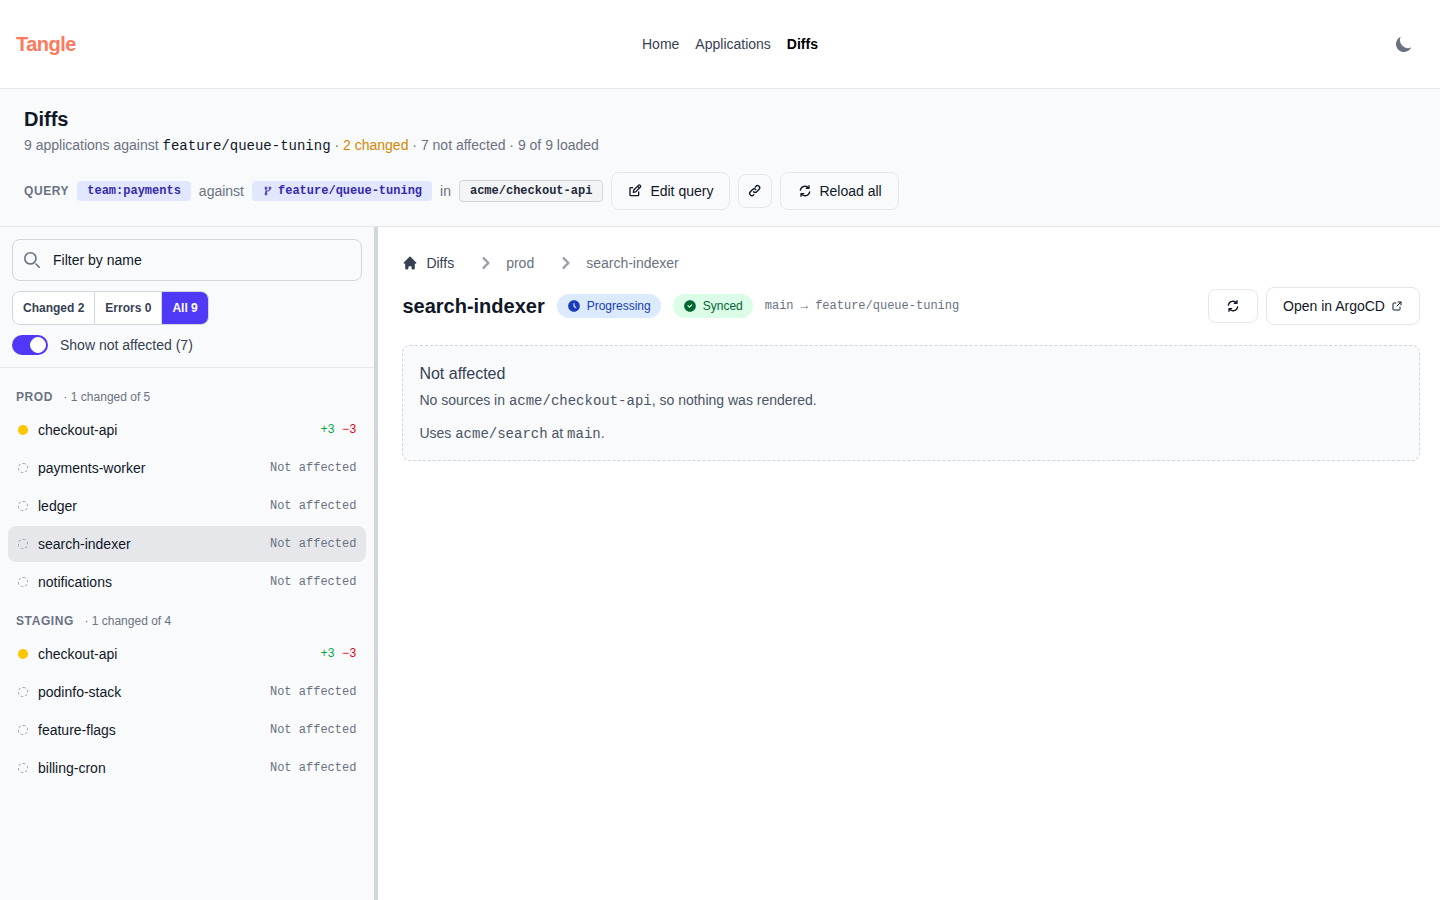 Tangle
Home Applications Diffs
Diffs
9 applications against feature/queue-tuning · 2 changed · 7 not affected · 9 of 9 loaded
QUERY team:payments against feature/queue-tuning in acme/checkout-api Edit query Reload all
Filter by name
Changed 2 Errors 0 All 9
Show not affected (7)
PROD · 1 changed of 5
checkout-api +3 −3
payments-worker Not affected
ledger Not affected
search-indexer Not affected
notifications Not affected
STAGING · 1 changed of 4
checkout-api +3 −3
podinfo-stack Not affected
feature-flags Not affected
billing-cron Not affected
Diffs prod search-indexer
search-indexer Progressing Synced main → feature/queue-tuning Open in ArgoCD
Not affected
No sources in acme/checkout-api, so nothing was rendered.
Uses acme/search at main.